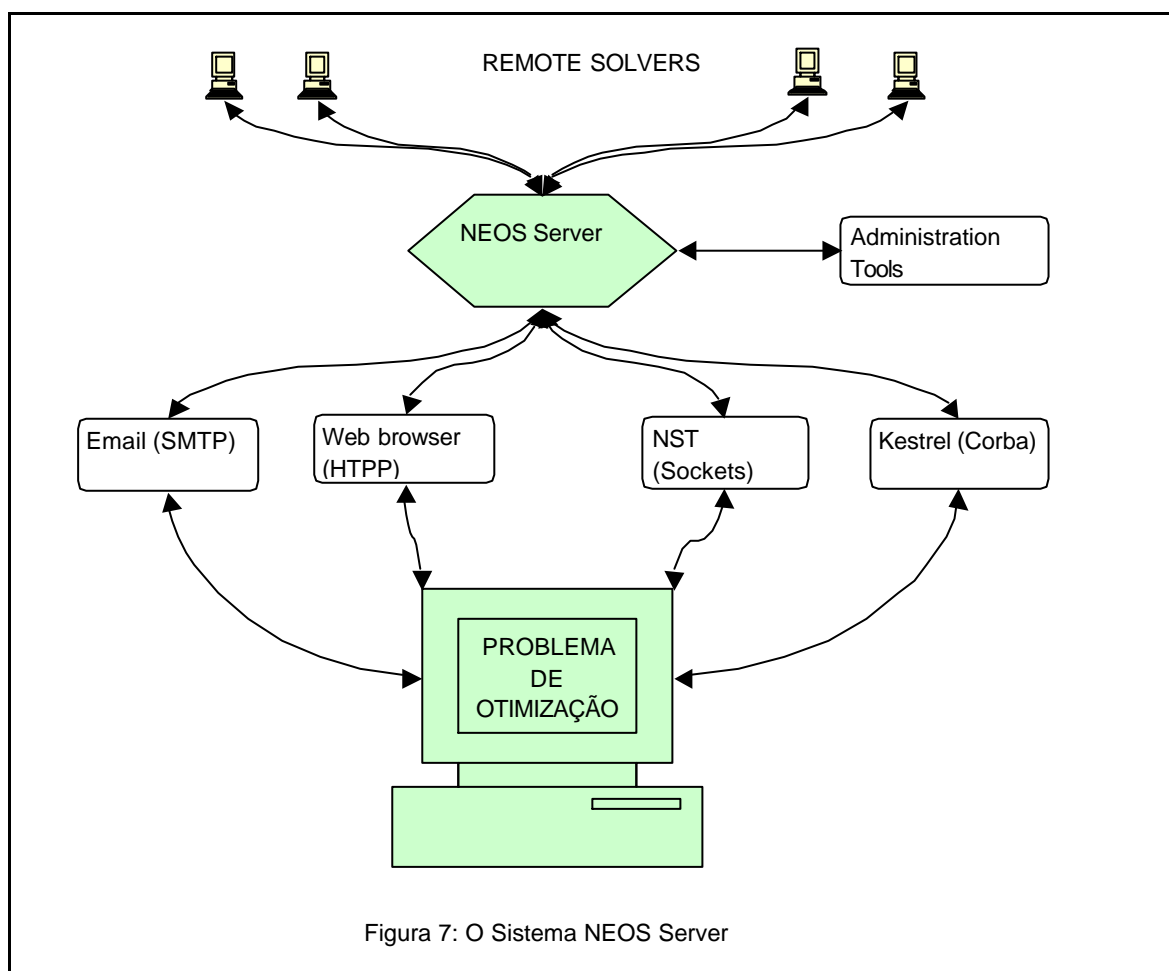 REMOTE SOLVERS
NEOS Server
Administration
Tools
Email (SMTP)
Web browser
(HTPP)
NST
(Sockets)
Kestrel (Corba)
PROBLEMA
DE
OTIMIZAÇÃO
Figura 7: O Sistema NEOS Server